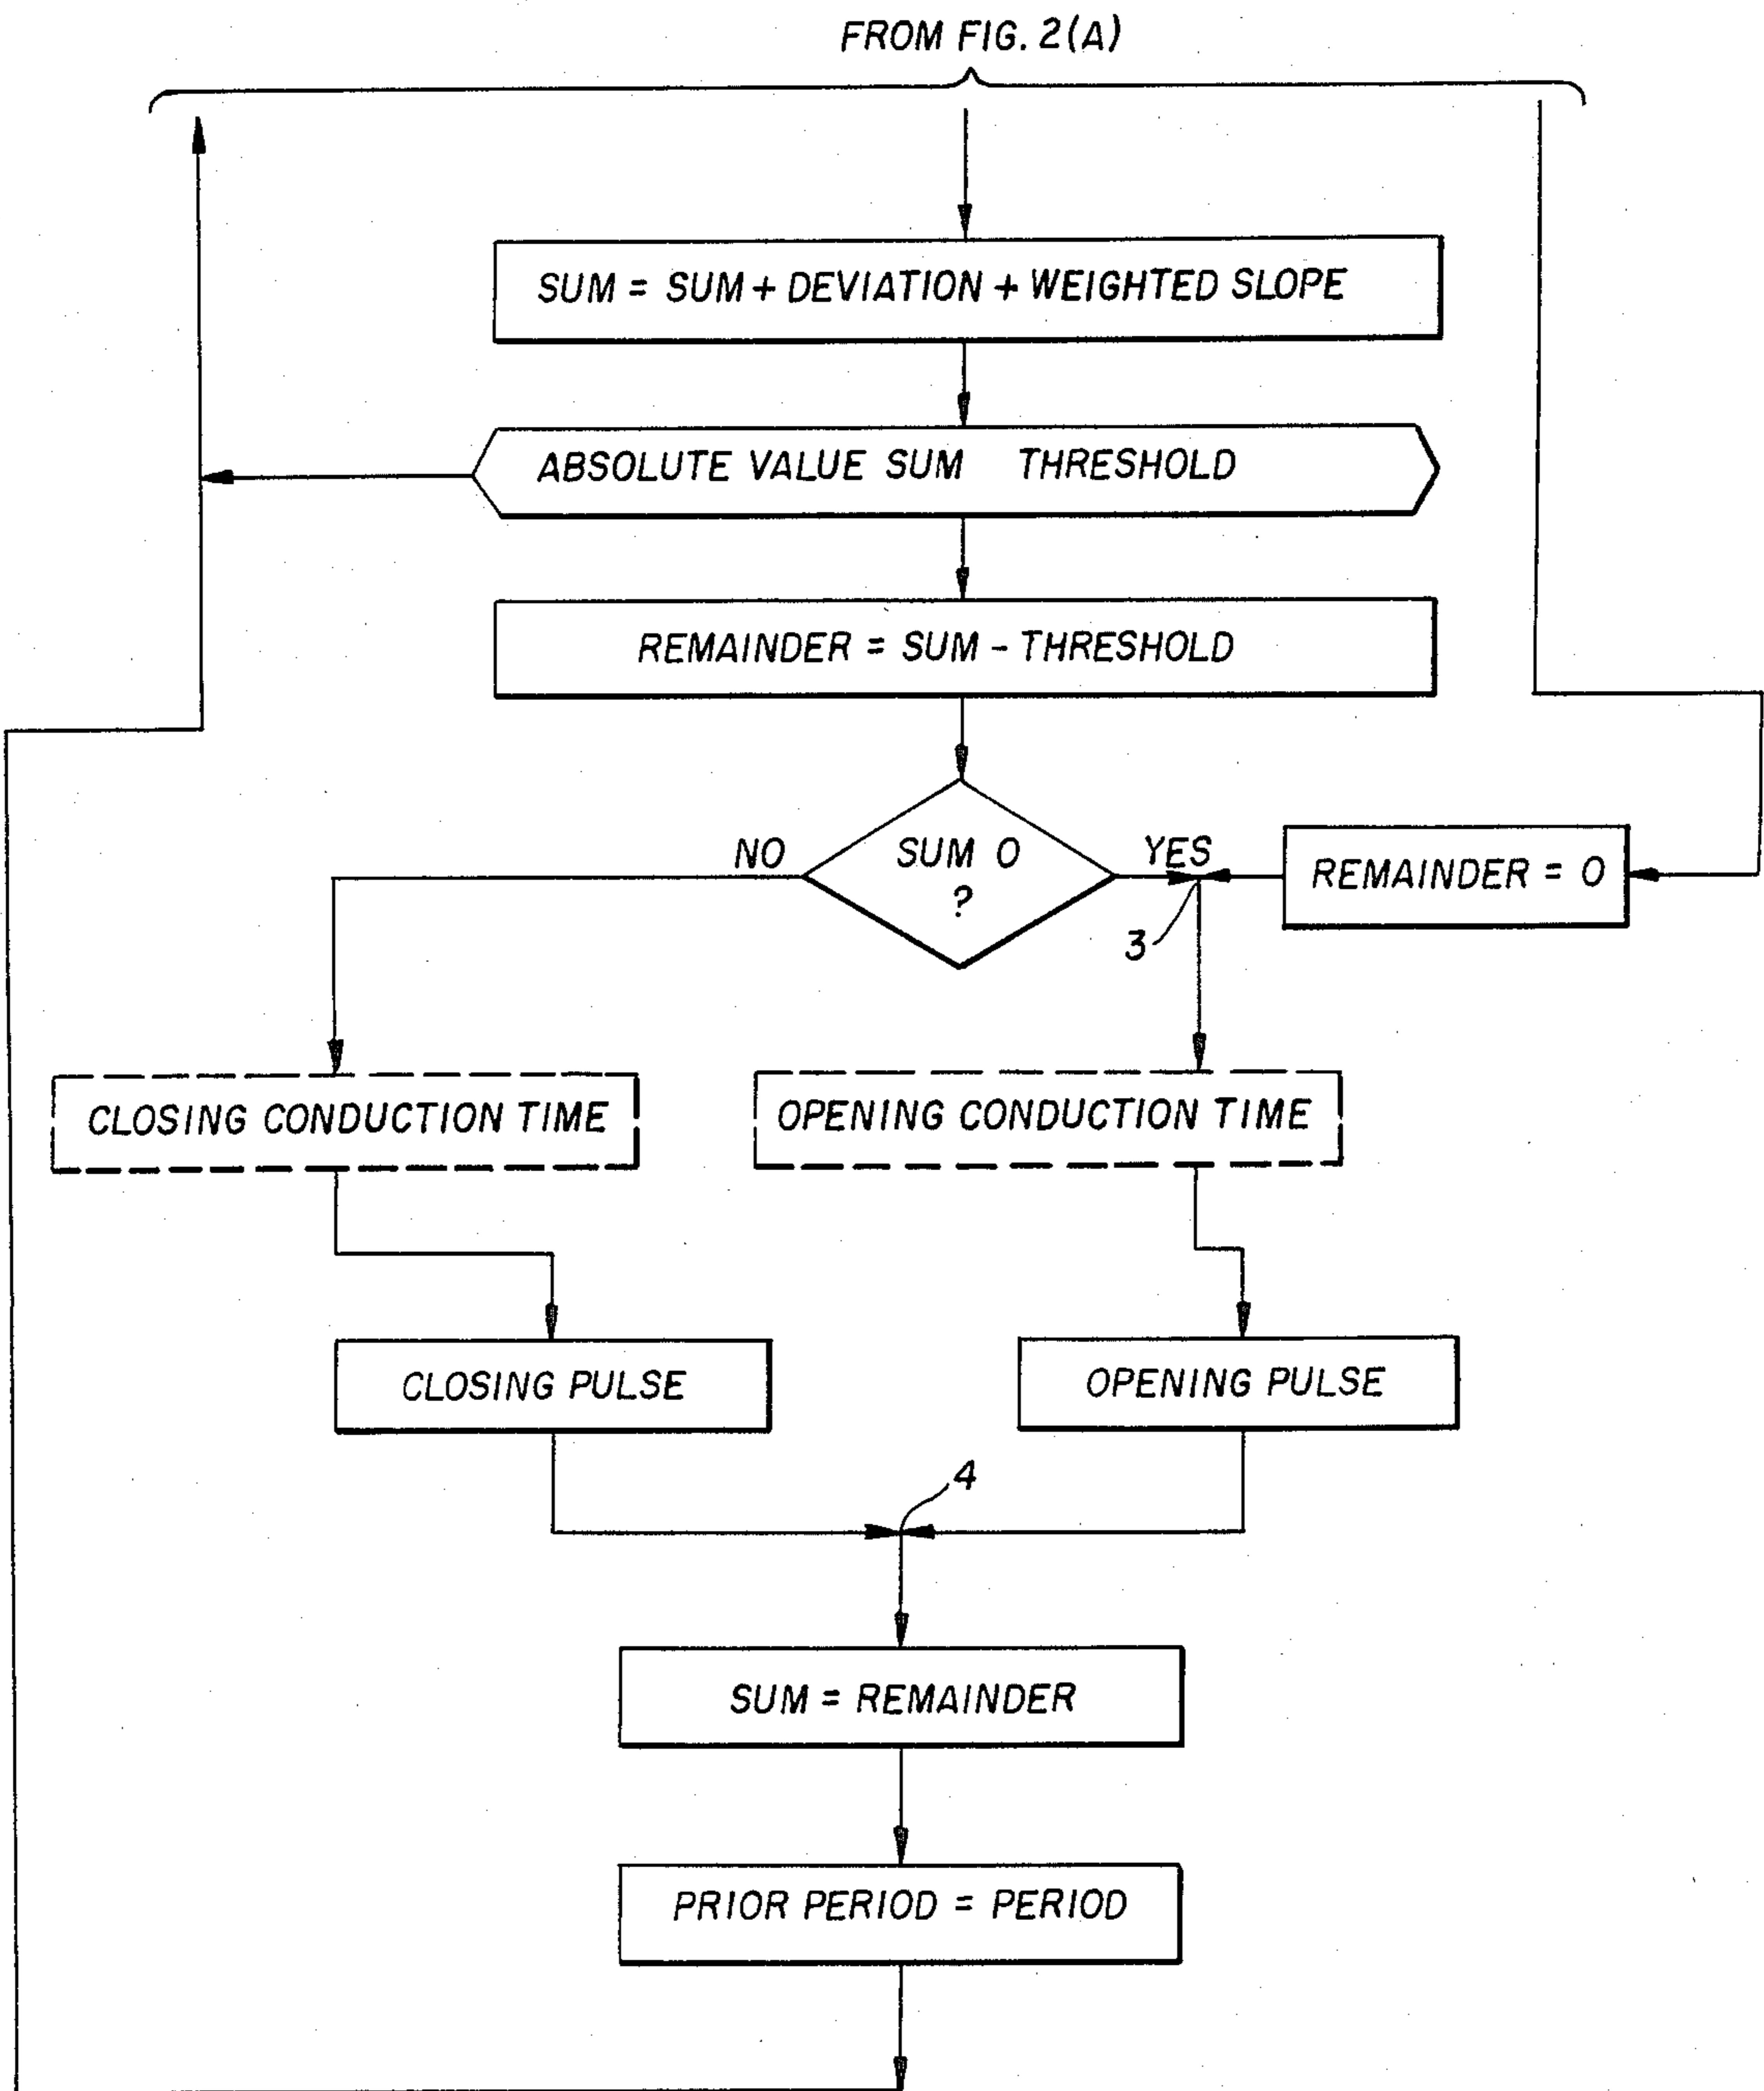 FROM FIG. 2(A)
SUM = SUM + DEVIATION + WEIGHTED SLOPE
ABSOLUTE VALUE SUM THRESHOLD
REMAINDER = SUM - THRESHOLD
NO
SUM 0
?
YES
REMAINDER = 0
3
CLOSING CONDUCTION TIME
OPENING CONDUCTION TIME
CLOSING PULSE
OPENING PULSE
4
SUM = REMAINDER
PRIOR PERIOD = PERIOD